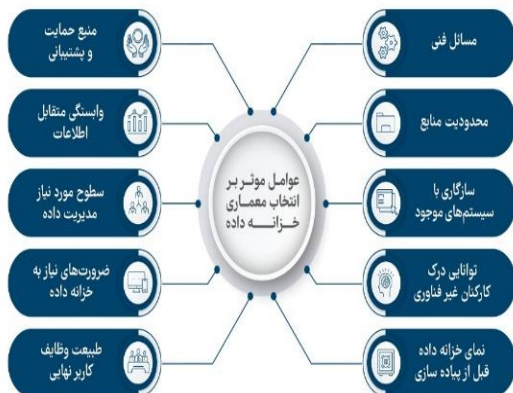 عوامل موثر بر
انتخاب معماری
خزانه داده
مسائل فنی
محدودیت منابع
سازگاری با
سیستم‌های موجود
توانایی درک
کارکنان غیر فناوری
نمای خزانه داده
قبل از پیاده سازی
منبع حمایت
و پشتیبانی
وابستگی متقابل
اطلاعات
سطوح مورد نیاز
مدیریت داده
ضرورت‌های نیاز به
خزانه داده
طبیعت وظایف
کاربر نهایی